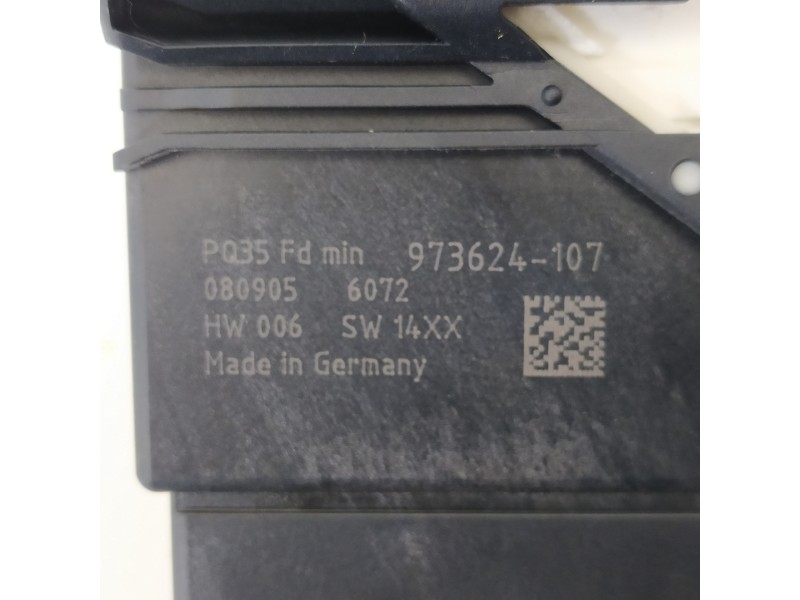 PQ35 Fd min 973624-107
080905 6072
HW 006 SW 14XX
Made in Germany